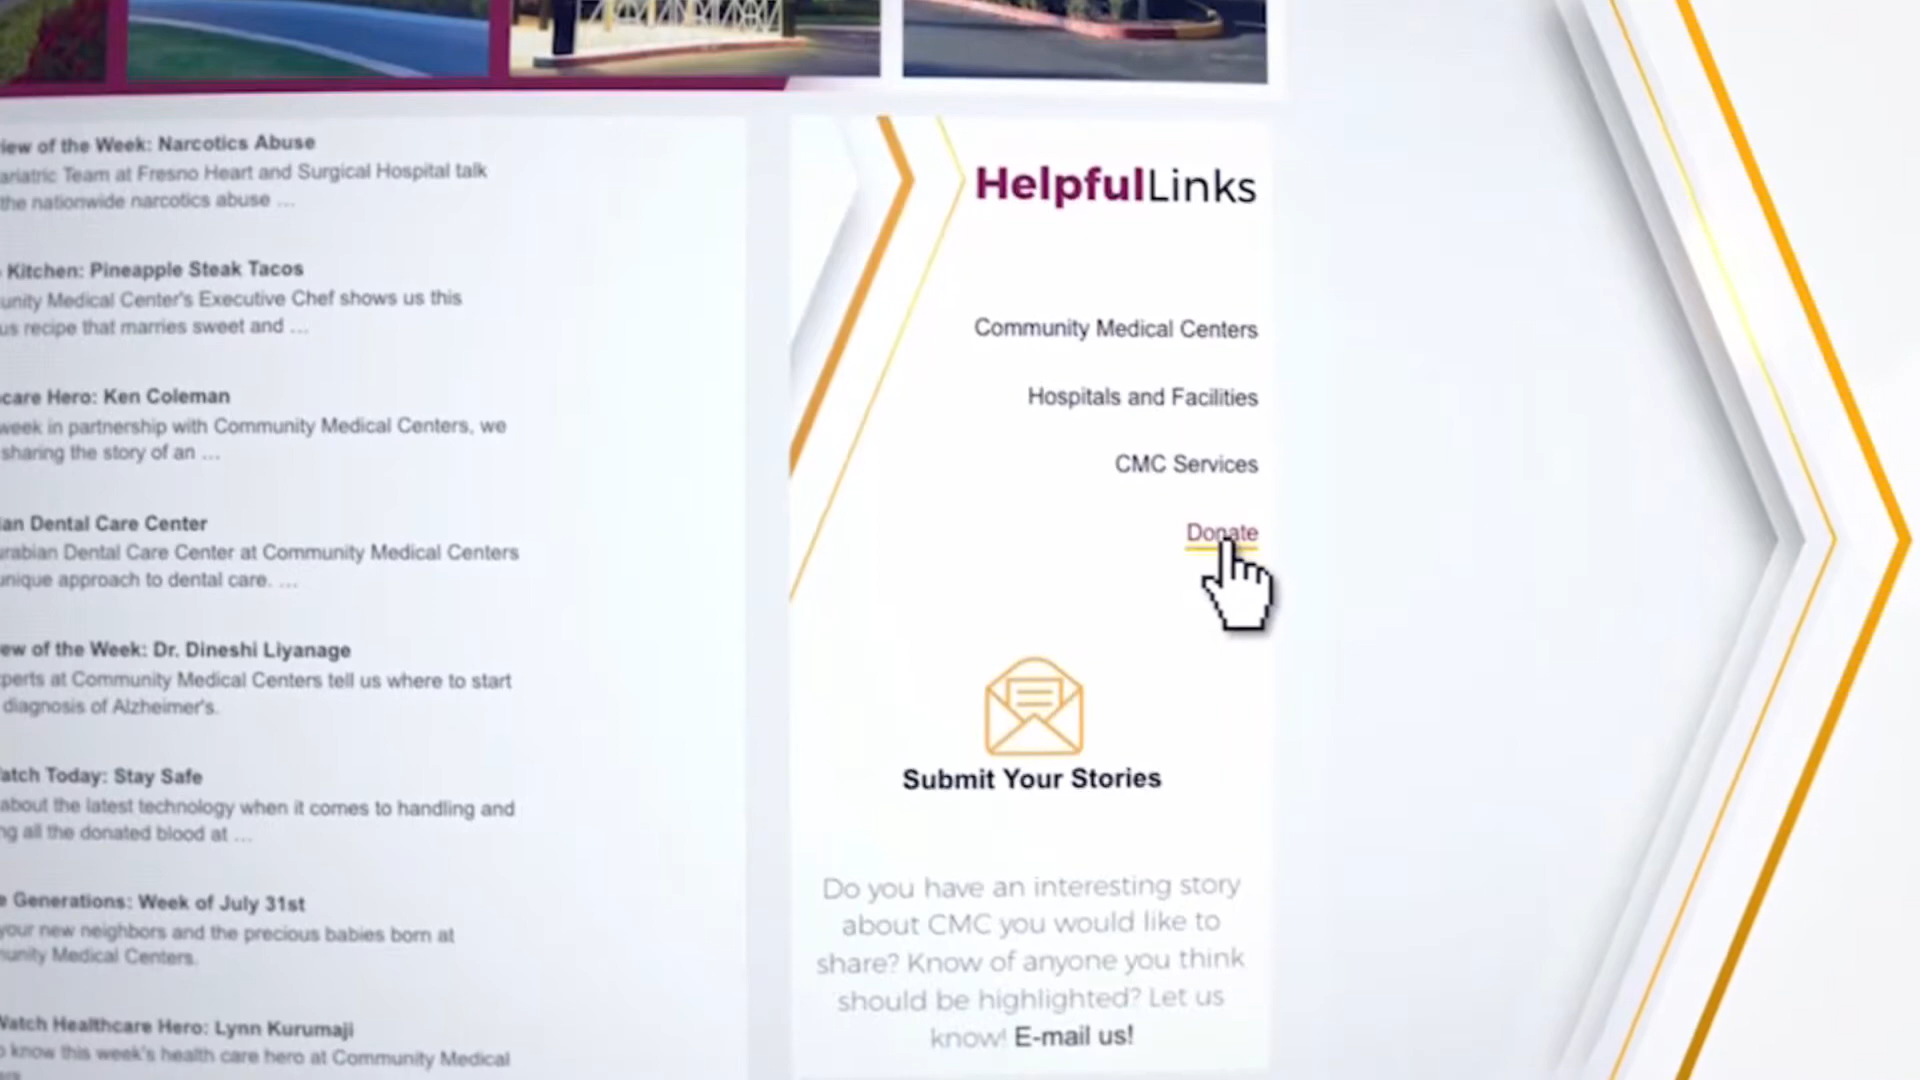 iew of the Week: Narcotics Abuse
ariatric Team at Fresno Heart and Surgical Hospital talk
the nationwide narcotics abuse ...
Kitchen: Pineapple Steak Tacos
unity Medical Center's Executive Chef shows us this
us recipe that marries sweet and ...
care Hero: Ken Coleman
week in partnership with Community Medical Centers, we
sharing the story of an ...
ian Dental Care Center
urabian Dental Care Center at Community Medical Centers
unique approach to dental care. ...
ew of the Week: Dr. Dineshi Liyanage
perts at Community Medical Centers tell us where to start
diagnosis of Alzheimer's.
atch Today: Stay Safe
about the latest technology when it comes to handling and
ng all the donated blood at ...
e Generations: Week of July 31st
your new neighbors and the precious babies born at
munity Medical Centers.
Watch Healthcare Hero: Lynn Kurumaji
o know this week's health care hero at Community Medical
HelpfulLinks
Community Medical Centers
Hospitals and Facilities
CMC Services
Donate
Submit Your Stories
Do you have an interesting story
about CMC you would like to
share? Know of anyone you think
should be highlighted? Let us
know! E-mail us!